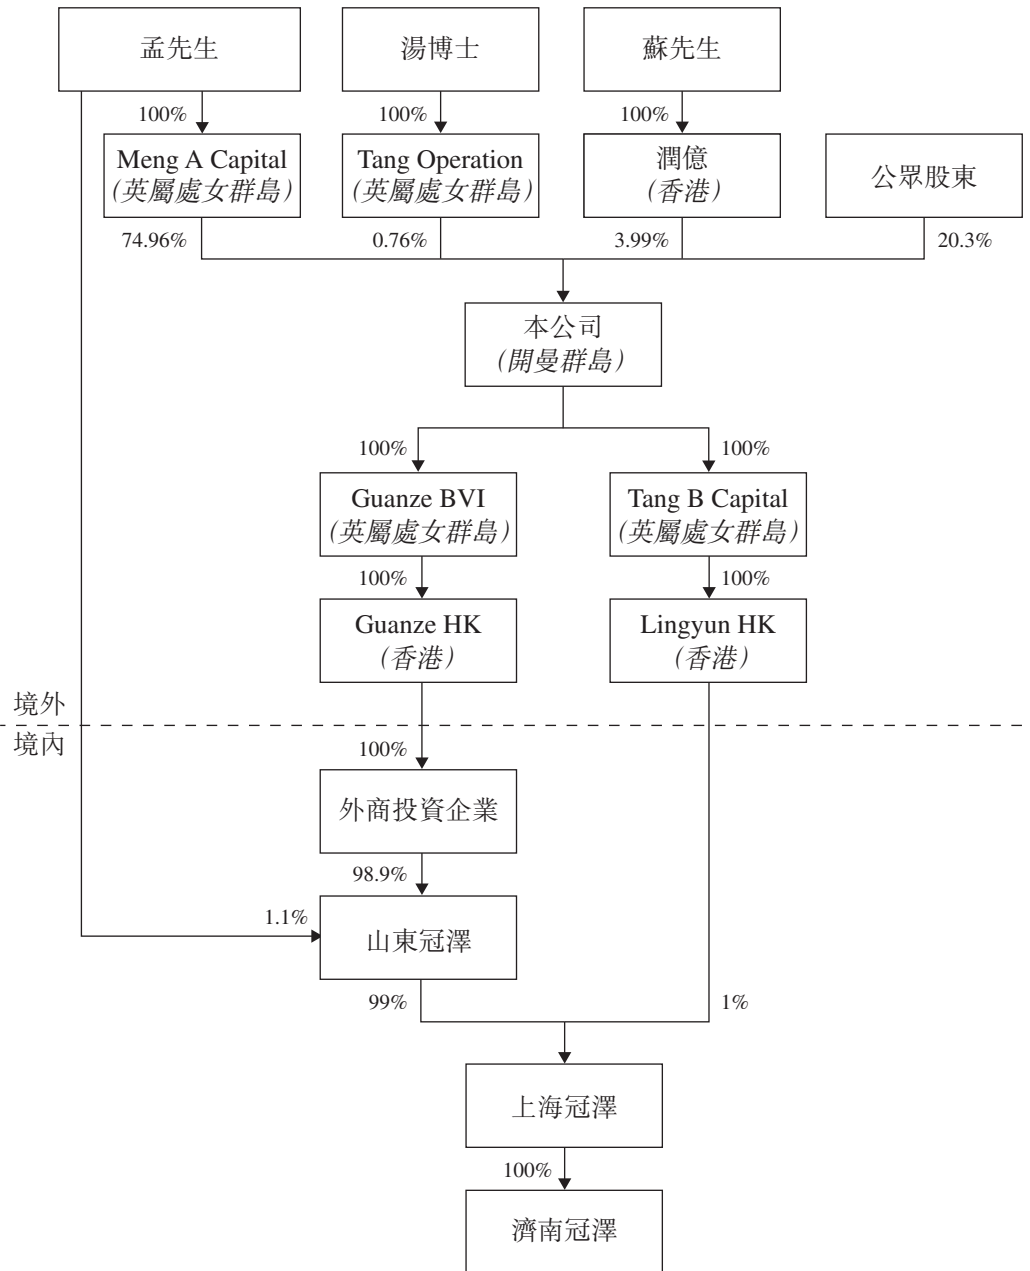 孟先生
湯博士
蘇先生
100%
100%
100%
Meng A Capital
(英屬處女群島)
Tang Operation
(英屬處女群島)
潤億
(香港)
公眾股東
74.96%
0.76%
3.99%
20.3%
本公司
(開曼群島)
100%
100%
Guanze BVI
(英屬處女群島)
Tang B Capital
(英屬處女群島)
100%
100%
Guanze HK
(香港)
Lingyun HK
(香港)
境外
境內
100%
外商投資企業
98.9%
1.1%
山東冠澤
99%
1%
上海冠澤
100%
濟南冠澤